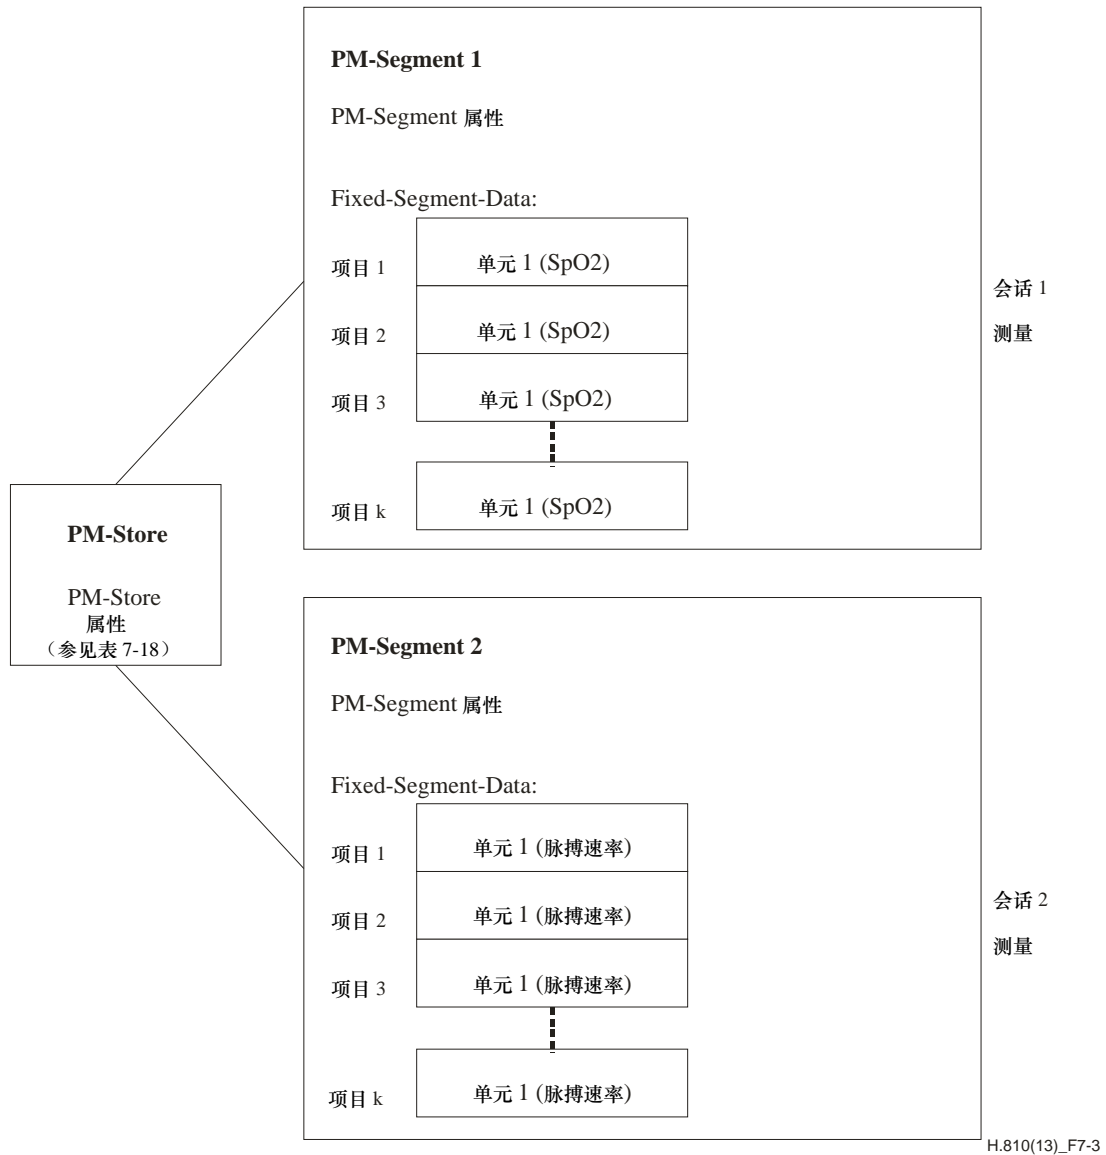 PM-Segment 1
PM-Segment 属性
Fixed-Segment-Data:
项目 1
单元 1 (SpO2)
项目 2
单元 1 (SpO2)
项目 3
单元 1 (SpO2)
项目 k
单元 1 (SpO2)
会话 1
测量
PM-Store
PM-Store
属性
（参见表 7-18）
PM-Segment 2
PM-Segment 属性
Fixed-Segment-Data:
项目 1
单元 1 (脉搏速率)
项目 2
单元 1 (脉搏速率)
项目 3
单元 1 (脉搏速率)
项目 k
单元 1 (脉搏速率)
会话 2
测量
H.810(13)_F7-3